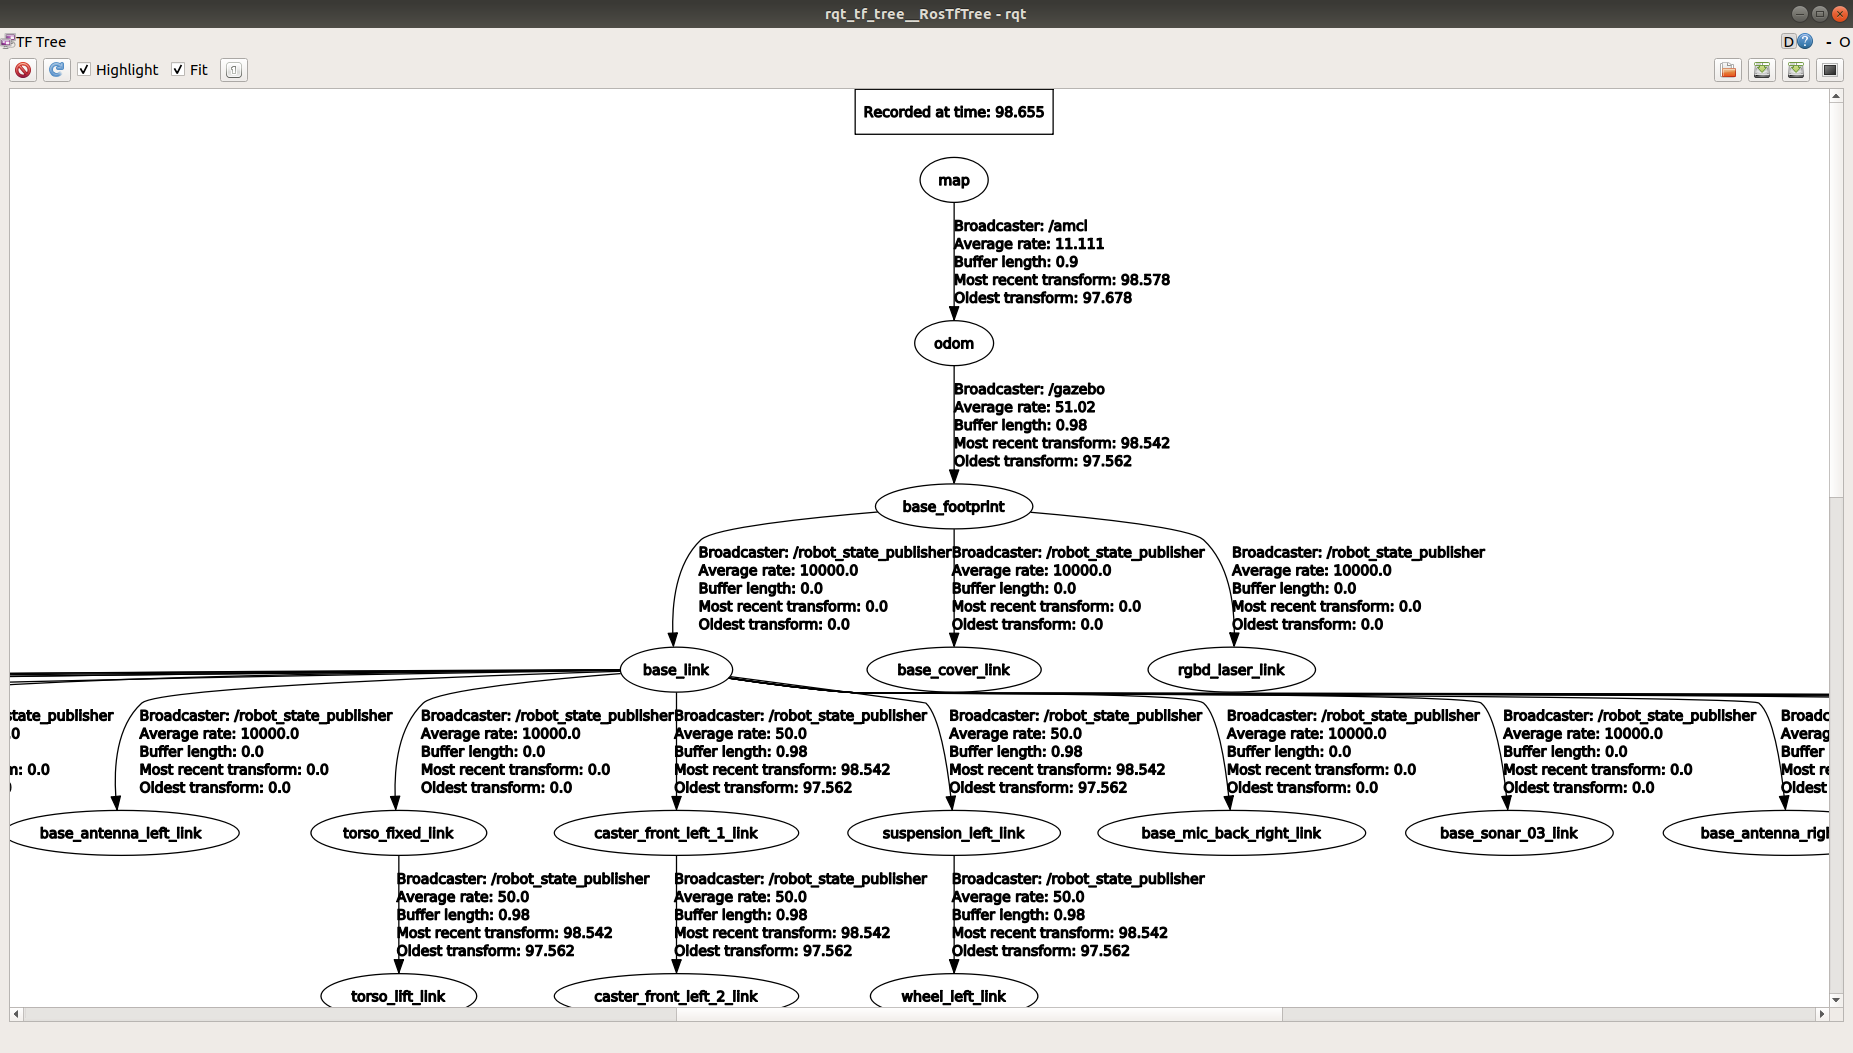 rqt_tf_tree__RosTfTree - rqt
TF Tree
D
?
- O
Highlight
Fit
Recorded at time: 98.655
map
Broadcaster: /amcl
Average rate: 11.111
Buffer length: 0.9
Most recent transform: 98.578
Oldest transform: 97.678
odom
Broadcaster: /gazebo
Average rate: 51.02
Buffer length: 0.98
Most recent transform: 98.542
Oldest transform: 97.562
base_footprint
Broadcaster: /robot_state_publisher
Average rate: 10000.0
Buffer length: 0.0
Most recent transform: 0.0
Oldest transform: 0.0
Broadcaster: /robot_state_publisher
Average rate: 10000.0
Buffer length: 0.0
Most recent transform: 0.0
Oldest transform: 0.0
Broadcaster: /robot_state_publisher
Average rate: 10000.0
Buffer length: 0.0
Most recent transform: 0.0
Oldest transform: 0.0
base_link
base_cover_link
rgbd_laser_link
tate_publisher
.0
m: 0.0
Broadcaster: /robot_state_publisher
Average rate: 10000.0
Buffer length: 0.0
Most recent transform: 0.0
Oldest transform: 0.0
Broadcaster: /robot_state_publisher
Average rate: 10000.0
Buffer length: 0.0
Most recent transform: 0.0
Oldest transform: 0.0
Broadcaster: /robot_state_publisher
Average rate: 50.0
Buffer length: 0.98
Most recent transform: 98.542
Oldest transform: 97.562
Broadcaster: /robot_state_publisher
Average rate: 50.0
Buffer length: 0.98
Most recent transform: 98.542
Oldest transform: 97.562
Broadcaster: /robot_state_publisher
Average rate: 10000.0
Buffer length: 0.0
Most recent transform: 0.0
Oldest transform: 0.0
Broadcaster: /robot_state_publisher
Average rate: 10000.0
Buffer length: 0.0
Most recent transform: 0.0
Oldest transform: 0.0
Broadc
Averag
Buffer
Most re
Oldest
base_antenna_left_link
torso_fixed_link
caster_front_left_1_link
suspension_left_link
base_mic_back_right_link
base_sonar_03_link
base_antenna_righ
Broadcaster: /robot_state_publisher
Average rate: 50.0
Buffer length: 0.98
Most recent transform: 98.542
Oldest transform: 97.562
Broadcaster: /robot_state_publisher
Average rate: 50.0
Buffer length: 0.98
Most recent transform: 98.542
Oldest transform: 97.562
Broadcaster: /robot_state_publisher
Average rate: 50.0
Buffer length: 0.98
Most recent transform: 98.542
Oldest transform: 97.562
torso_lift_link
caster_front_left_2_link
wheel_left_link